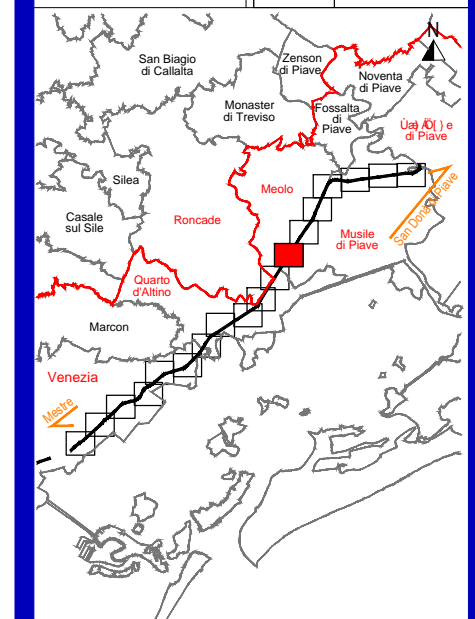 N
San Biagio
di Callalta
Zenson
di Piave
Noventa
di Piave
Monaster
di Treviso
Fossalta
di
Piave
di Piave
Silea
Meolo
San Donà di Piave
Casale
sul Sile
Roncade
Musile
di Piave
Quarto
d'Altino
Marcon
Venezia
Mestre